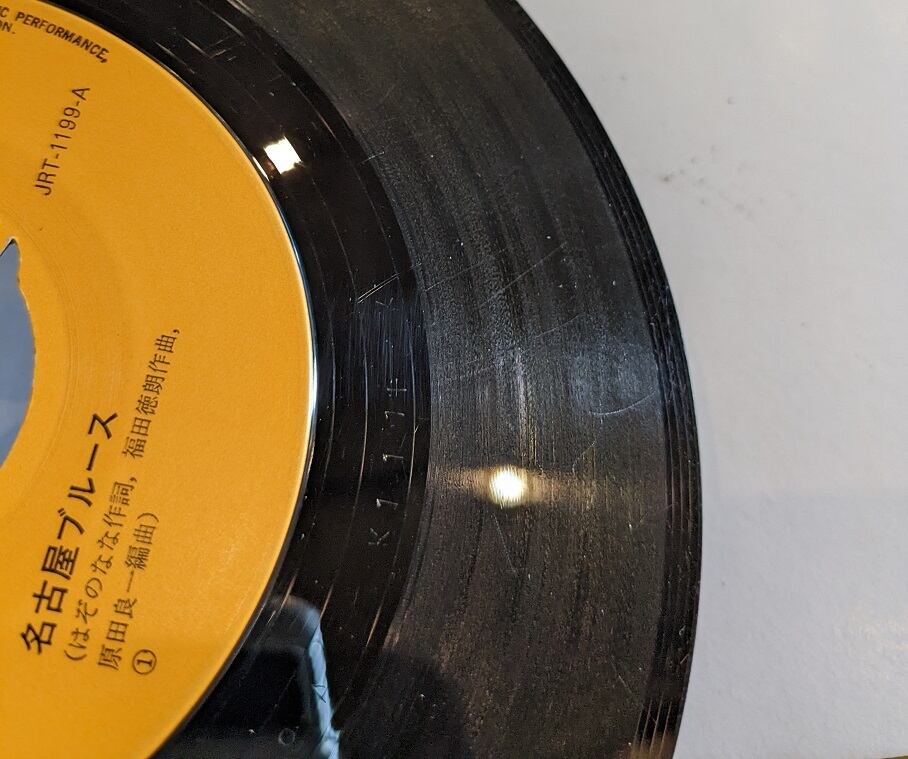 C PERFORMANCE,
ON.
JRT-1199-A
名古屋ブルース
(はぞのなな作詞, 福田徳朗作曲,
原田良一編曲)
①